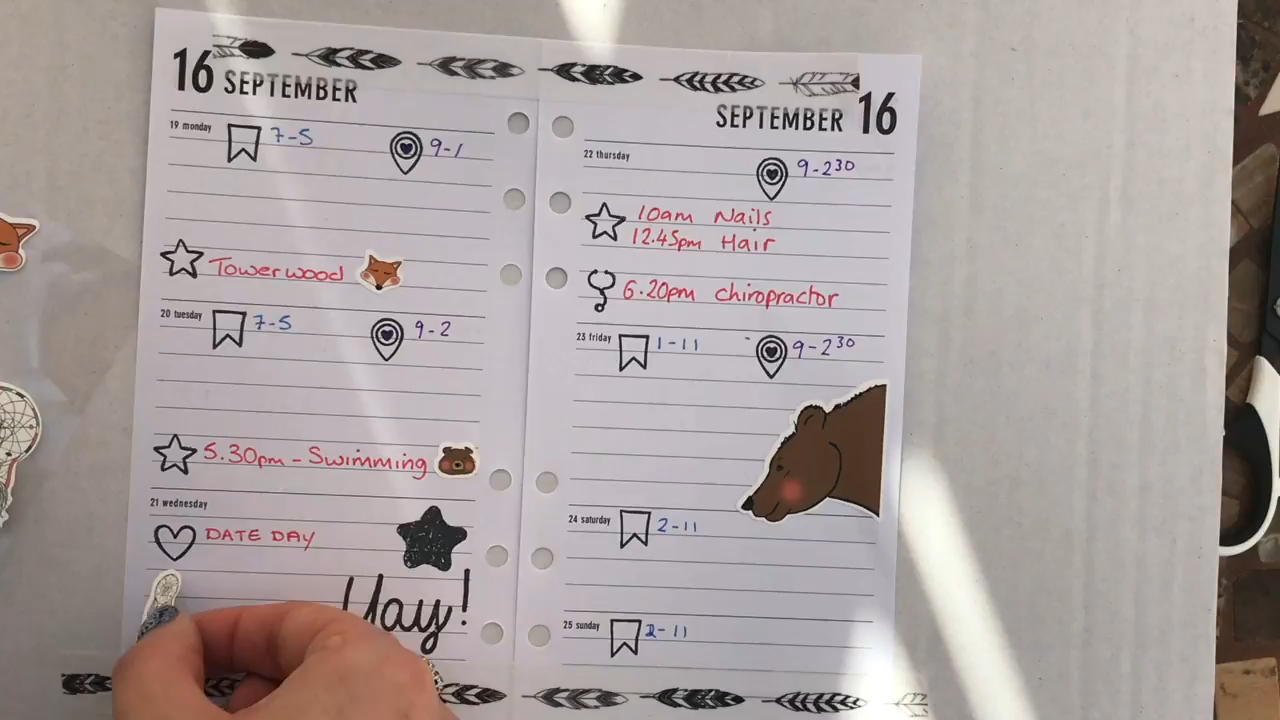 16 SEPTEMBER
19 monday
7-5
9-1
Towerwood
20 tuesday
7-5
9-2
5.30pm - Swimming
21 wednesday
DATE DAY
Yay!
SEPTEMBER 16
22 thursday
9-2³⁰
10am Nails
12.45pm Hair
6.20pm chiropractor
23 friday
1-11
9-2³⁰
24 saturday
2-11
25 sunday
2-11